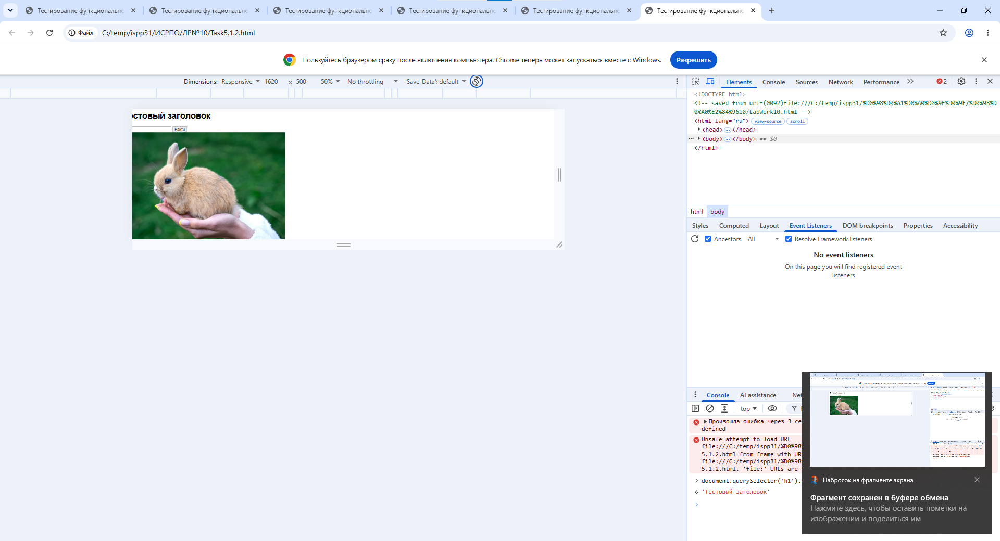 Тестирование функционально
Тестирование функционально
Тестирование функционально
Тестирование функционально
Тестирование функционально
Тестирование функционально
Файл
C:/temp/ispp31/ИСРПО/ЛР№10/Task5.1.2.html
Пользуйтесь браузером сразу после включения компьютера. Chrome теперь может запускаться вместе с Windows.
Разрешить
Dimensions: Responsive 1620 × 500 50% No throttling 'Save-Data': default
Elements Console Sources Network Performance 2
<!DOCTYPE html>
<!-- saved from url=(0092)file:///C:/temp/ispp31/%D0%98%D0%A1%D0%A0%D0%9F%D0%9E/%D0%9B%D
0%A0%E2%84%9610/LabWork10.html -->
<html lang="ru"> view-source scroll
<head> … </head>
<body> … </body> == $0
</html>
естовый заголовок
Найти
html body
Styles Computed Layout Event Listeners DOM breakpoints Properties Accessibility
Ancestors All Resolve Framework listeners
No event listeners
On this page you will find registered event
listeners
Console AI assistance Net
top
Произошла ошибка через 3 се
defined
Unsafe attempt to load URL
file:///C:/temp/ispp31/%D0%98%
5.1.2.html from frame with UR
file:///C:/temp/ispp31/%D0%98%
5.1.2.html. 'file:' URLs are
document.querySelector('h1').
'Тестовый заголовок'
Набросок на фрагменте экрана
Фрагмент сохранен в буфере обмена
Нажмите здесь, чтобы оставить пометки на
изображении и поделиться им